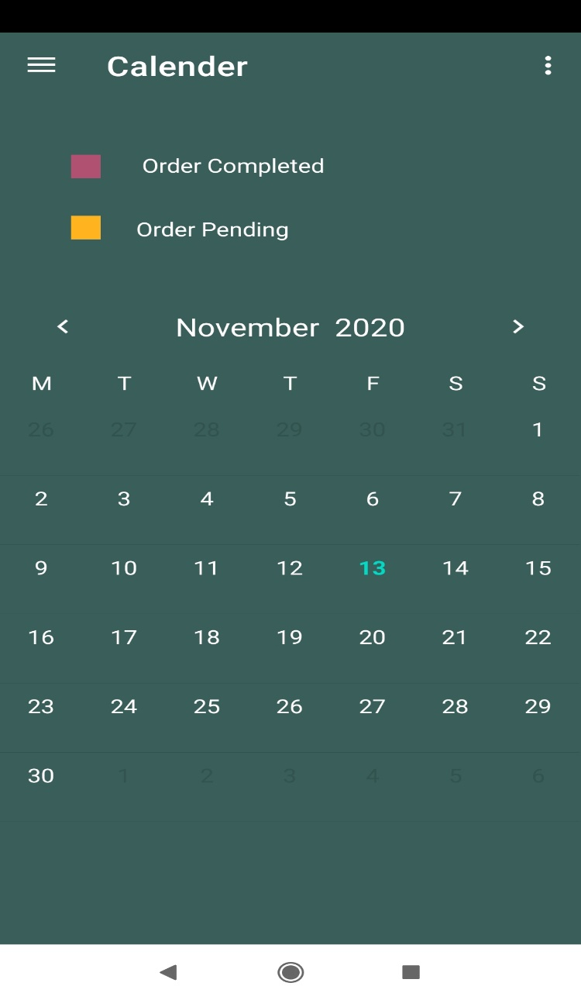 Calender
Order Completed
Order Pending
< November 2020 >
M T W T F S S
26 27 28 29 30 31 1
2 3 4 5 6 7 8
9 10 11 12 13 14 15
16 17 18 19 20 21 22
23 24 25 26 27 28 29
30 1 2 3 4 5 6